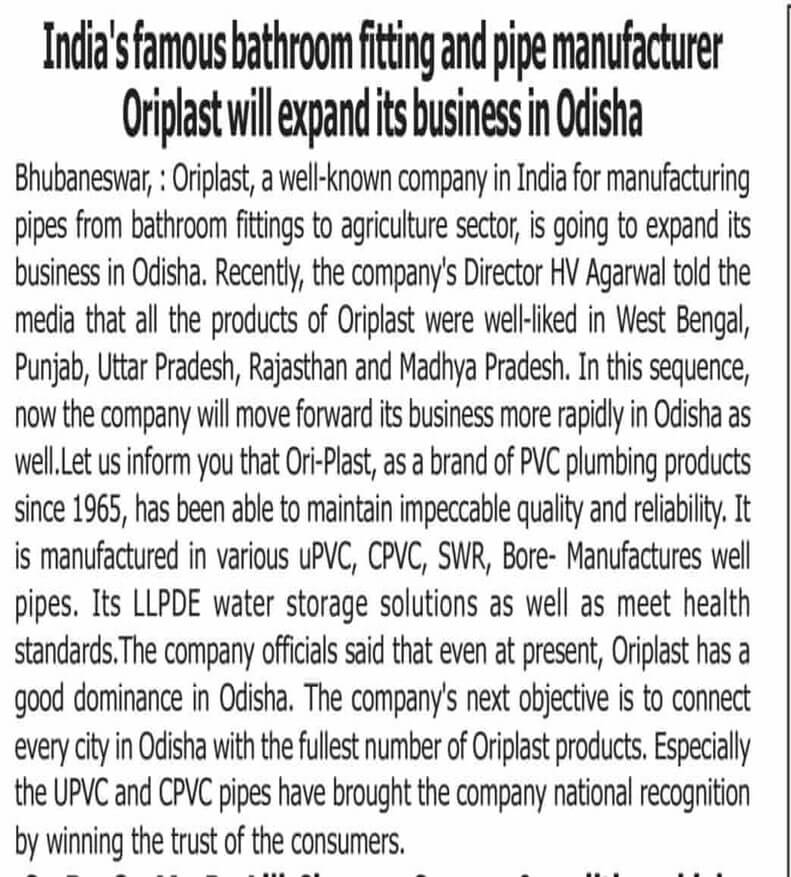 India's famous bathroom fitting and pipe manufacturer
Oriplast will expand its business in Odisha
Bhubaneswar, : Oriplast, a well-known company in India for manufacturing
pipes from bathroom fittings to agriculture sector, is going to expand its
business in Odisha. Recently, the company's Director HV Agarwal told the
media that all the products of Oriplast were well-liked in West Bengal,
Punjab, Uttar Pradesh, Rajasthan and Madhya Pradesh. In this sequence,
now the company will move forward its business more rapidly in Odisha as
well.Let us inform you that Ori-Plast, as a brand of PVC plumbing products
since 1965, has been able to maintain impeccable quality and reliability. It
is manufactured in various uPVC, CPVC, SWR, Bore- Manufactures well
pipes. Its LLPDE water storage solutions as well as meet health
standards.The company officials said that even at present, Oriplast has a
good dominance in Odisha. The company's next objective is to connect
every city in Odisha with the fullest number of Oriplast products. Especially
the UPVC and CPVC pipes have brought the company national recognition
by winning the trust of the consumers.